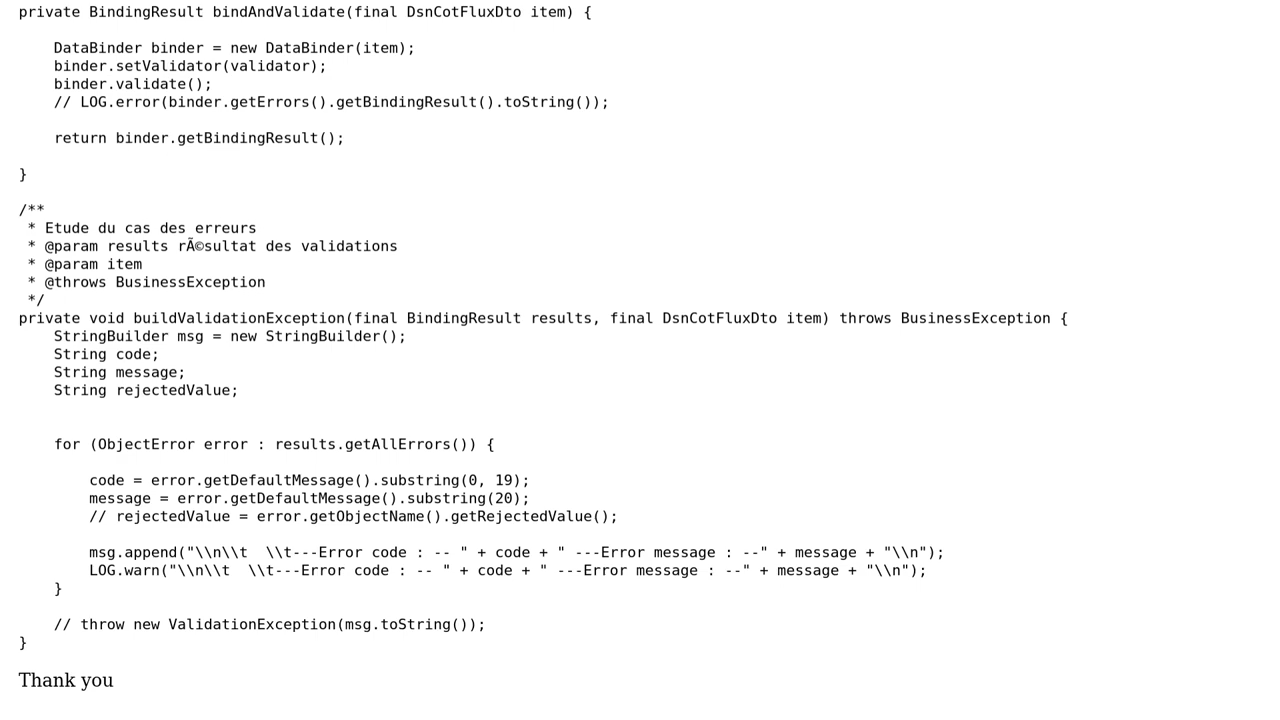 private BindingResult bindAndValidate(final DsnCotFluxDto item) {
DataBinder binder = new DataBinder(item);
binder.setValidator(validator);
binder.validate();
// LOG.error(binder.getErrors().getBindingResult().toString());
return binder.getBindingResult();
}
/**
* Etude du cas des erreurs
* @param results rÃ©sultat des validations
* @param item
* @throws BusinessException
*/
private void buildValidationException(final BindingResult results, final DsnCotFluxDto item) throws BusinessException {
StringBuilder msg = new StringBuilder();
String code;
String message;
String rejectedValue;
for (ObjectError error : results.getAllErrors()) {
code = error.getDefaultMessage().substring(0, 19);
message = error.getDefaultMessage().substring(20);
// rejectedValue = error.getObjectName().getRejectedValue();
msg.append("\\n\\t  \\t---Error code : -- " + code + " ---Error message : --" + message + "\\n");
LOG.warn("\\n\\t  \\t---Error code : -- " + code + " ---Error message : --" + message + "\\n");
}
// throw new ValidationException(msg.toString());
}
Thank you